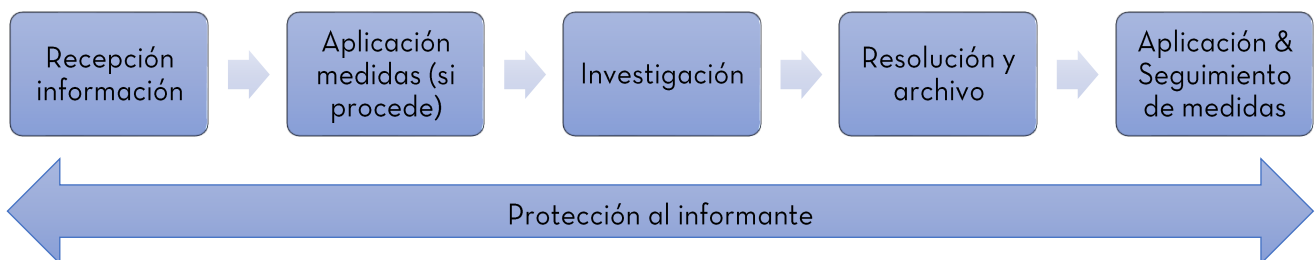 Recepción
información
Aplicación
medidas (si
procede)
Investigación
Resolución y
archivo
Aplicación &
Seguimiento
de medidas
Protección al informante